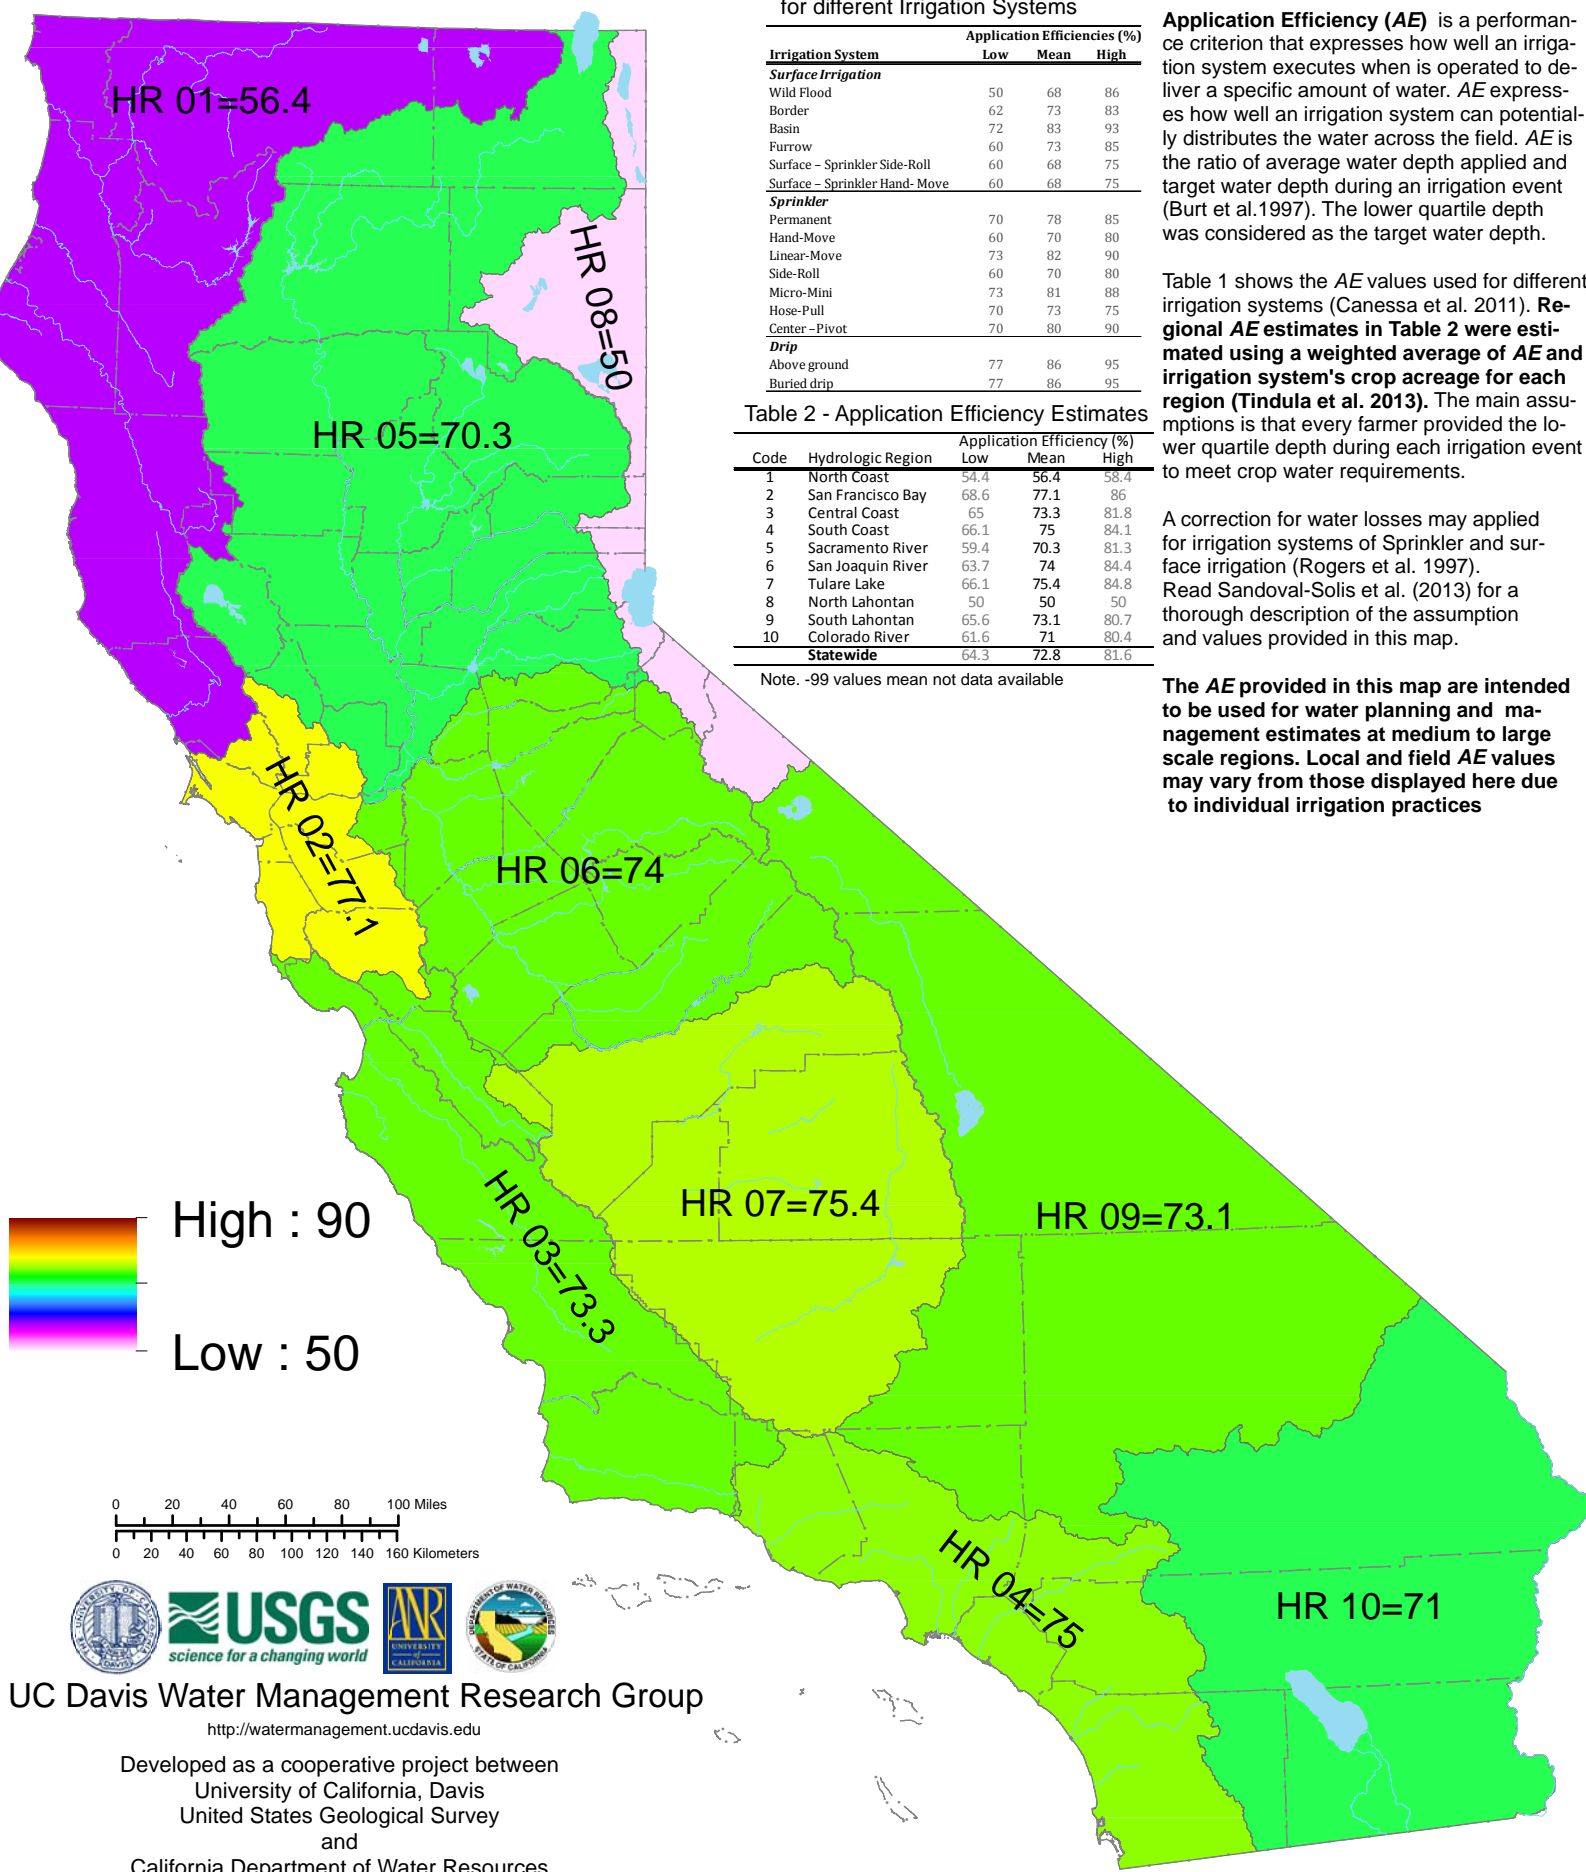 for different Irrigation Systems
Application Efficiencies (%)
Irrigation System Low Mean High
Surface Irrigation
Wild Flood 50 68 86
Border 62 73 83
Basin 72 83 93
Furrow 60 73 85
Surface – Sprinkler Side-Roll 60 68 75
Surface – Sprinkler Hand- Move 60 68 75
Sprinkler
Permanent 70 78 85
Hand-Move 60 70 80
Linear-Move 73 82 90
Side-Roll 60 70 80
Micro-Mini 73 81 88
Hose-Pull 70 73 75
Center –Pivot 70 80 90
Drip
Above ground 77 86 95
Buried drip 77 86 95
Table 2 - Application Efficiency Estimates
Application Efficiency (%)
Code Hydrologic Region Low Mean High
1 North Coast 54.4 56.4 58.4
2 San Francisco Bay 68.6 77.1 86
3 Central Coast 65 73.3 81.8
4 South Coast 66.1 75 84.1
5 Sacramento River 59.4 70.3 81.3
6 San Joaquin River 63.7 74 84.4
7 Tulare Lake 66.1 75.4 84.8
8 North Lahontan 50 50 50
9 South Lahontan 65.6 73.1 80.7
10 Colorado River 61.6 71 80.4
Statewide 64.3 72.8 81.6
Note. -99 values mean not data available
Application Efficiency (AE) is a performan-
ce criterion that expresses how well an irriga-
tion system executes when is operated to de-
liver a specific amount of water. AE express-
es how well an irrigation system can potential-
ly distributes the water across the field. AE is
the ratio of average water depth applied and
target water depth during an irrigation event
(Burt et al.1997). The lower quartile depth
was considered as the target water depth.
Table 1 shows the AE values used for different
irrigation systems (Canessa et al. 2011). Re-
gional AE estimates in Table 2 were esti-
mated using a weighted average of AE and
irrigation system's crop acreage for each
region (Tindula et al. 2013). The main assu-
mptions is that every farmer provided the lo-
wer quartile depth during each irrigation event
to meet crop water requirements.
A correction for water losses may applied
for irrigation systems of Sprinkler and sur-
face irrigation (Rogers et al. 1997).
Read Sandoval-Solis et al. (2013) for a
thorough description of the assumption
and values provided in this map.
The AE provided in this map are intended
to be used for water planning and ma-
nagement estimates at medium to large
scale regions. Local and field AE values
may vary from those displayed here due
to individual irrigation practices
HR 01=56.4
HR 08=50
HR 05=70.3
HR 02=77.1
HR 06=74
HR 07=75.4
HR 03=73.3
HR 09=73.1
HR 04=75
HR 10=71
High : 90
Low : 50
0 20 40 60 80 100 Miles
0 20 40 60 80 100 120 140 160 Kilometers
UNIVERSITY OF CALIFORNIA
DAVIS
USGS
science for a changing world
ANR
UNIVERSITY
of
CALIFORNIA
DEPARTMENT OF WATER RESOURCES
STATE OF CALIFORNIA
UC Davis Water Management Research Group
http://watermanagement.ucdavis.edu
Developed as a cooperative project between
University of California, Davis
United States Geological Survey
and
California Department of Water Resources